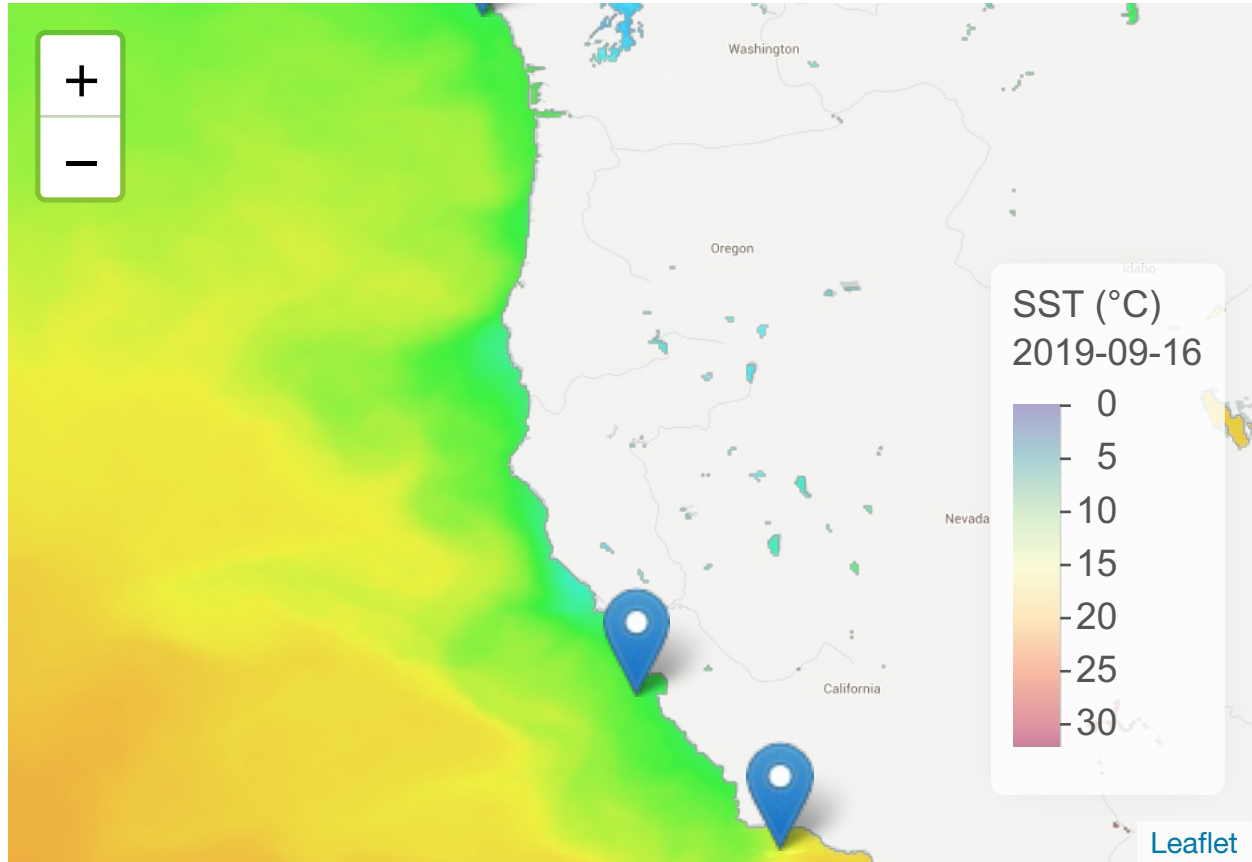 +
Washington
−
Oregon
Idaho
SST (°C)
2019-09-16
0
5
10
15
20
25
30
Nevada
California
Leaflet